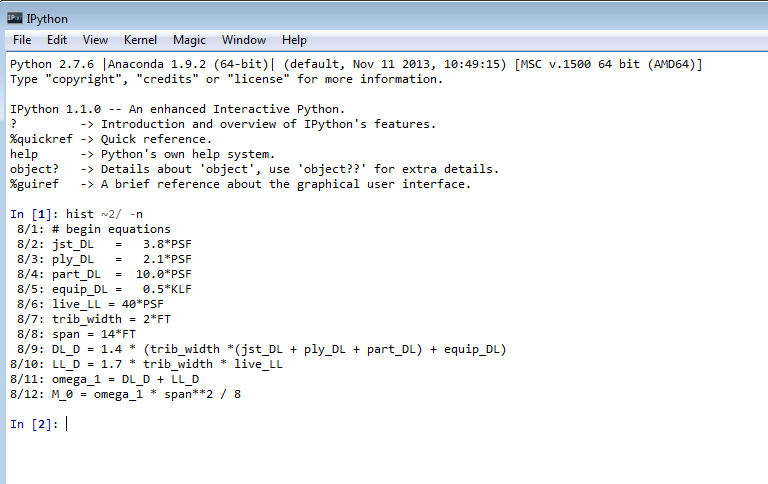 IP[y] IPython
File Edit View Kernel Magic Window Help
Python 2.7.6 |Anaconda 1.9.2 (64-bit)| (default, Nov 11 2013, 10:49:15) [MSC v.1500 64 bit (AMD64)]
Type "copyright", "credits" or "license" for more information.
IPython 1.1.0 -- An enhanced Interactive Python.
?         -> Introduction and overview of IPython's features.
%quickref -> Quick reference.
help      -> Python's own help system.
object?   -> Details about 'object', use 'object??' for extra details.
%guiref   -> A brief reference about the graphical user interface.
In [1]: hist ~2/ -n
 8/1: # begin equations
 8/2: jst_DL   =   3.8*PSF
 8/3: ply_DL   =   2.1*PSF
 8/4: part_DL  =  10.0*PSF
 8/5: equip_DL =   0.5*KLF
 8/6: live_LL = 40*PSF
 8/7: trib_width = 2*FT
 8/8: span = 14*FT
 8/9: DL_D = 1.4 * (trib_width *(jst_DL + ply_DL + part_DL) + equip_DL)
8/10: LL_D = 1.7 * trib_width * live_LL
8/11: omega_1 = DL_D + LL_D
8/12: M_0 = omega_1 * span**2 / 8
In [2]: